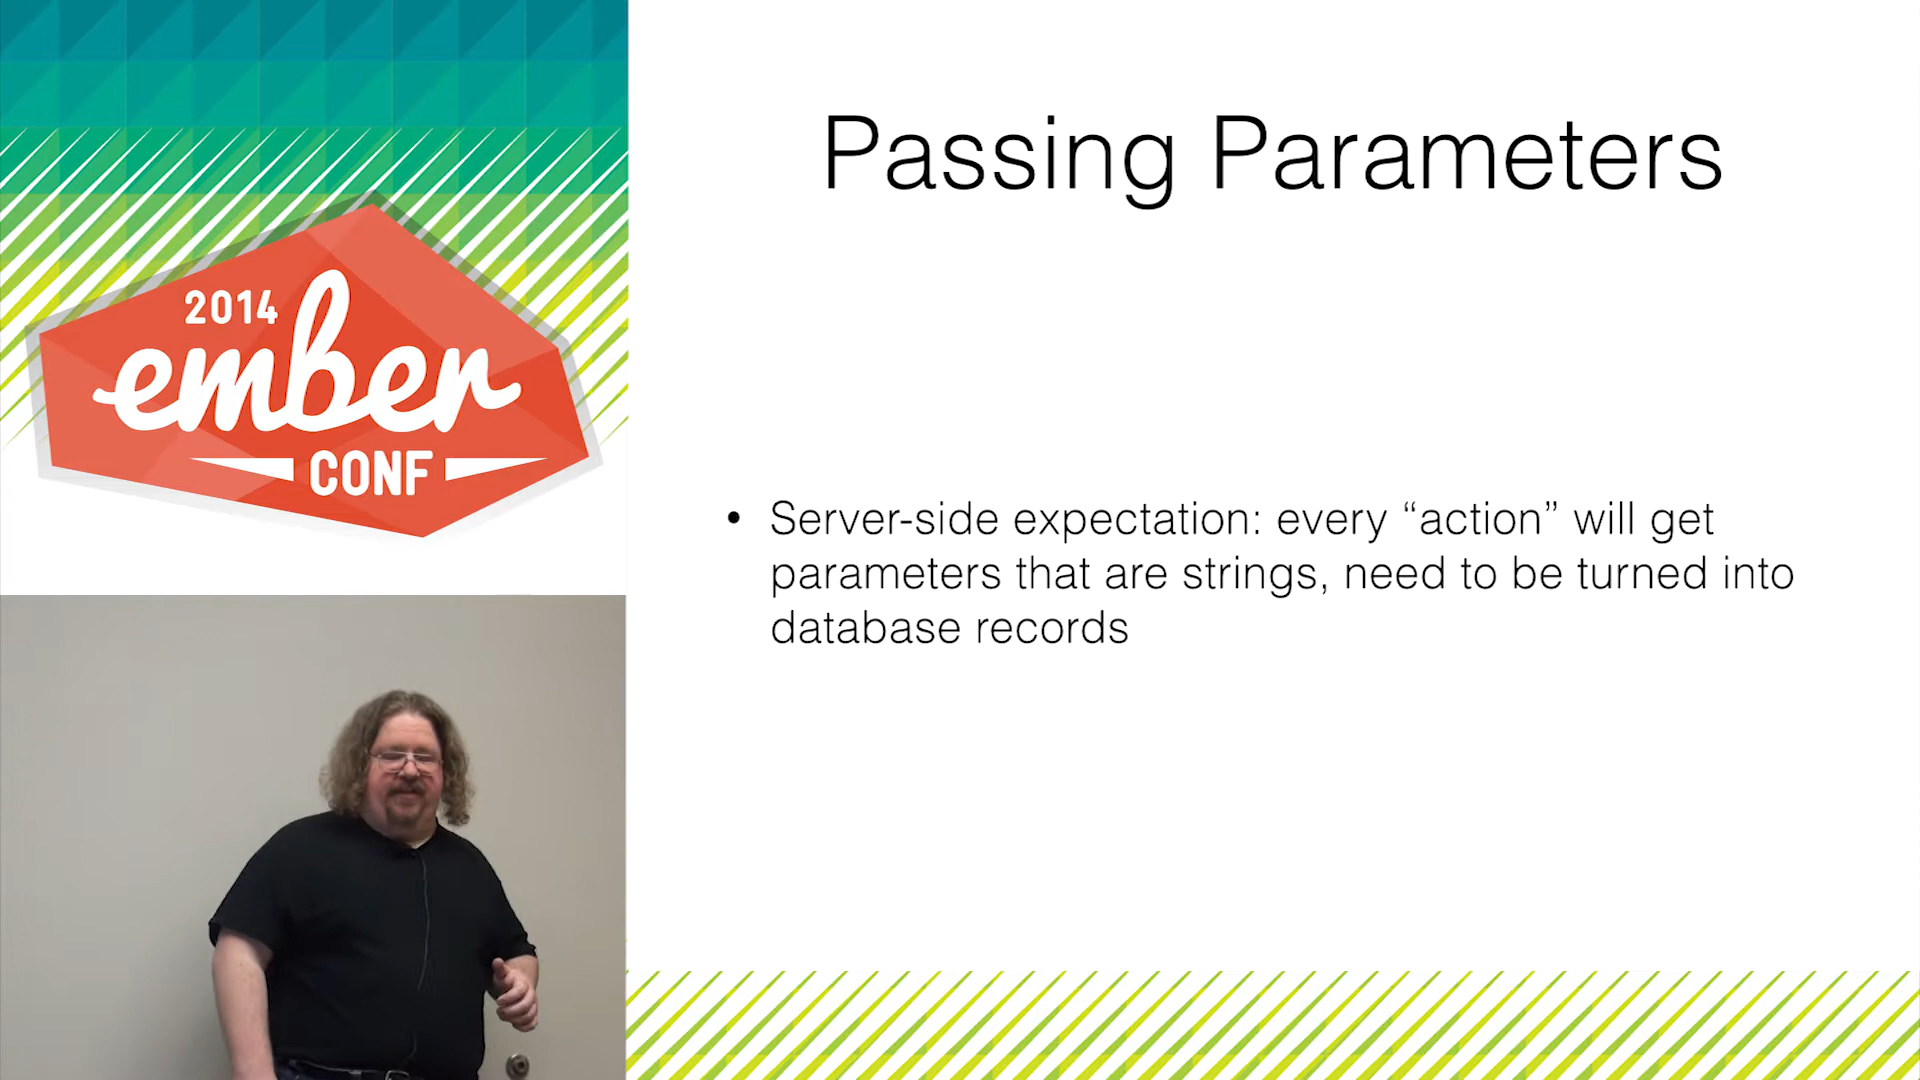 2014
ember
CONF
Passing Parameters
• Server-side expectation: every “action” will get
parameters that are strings, need to be turned into
database records